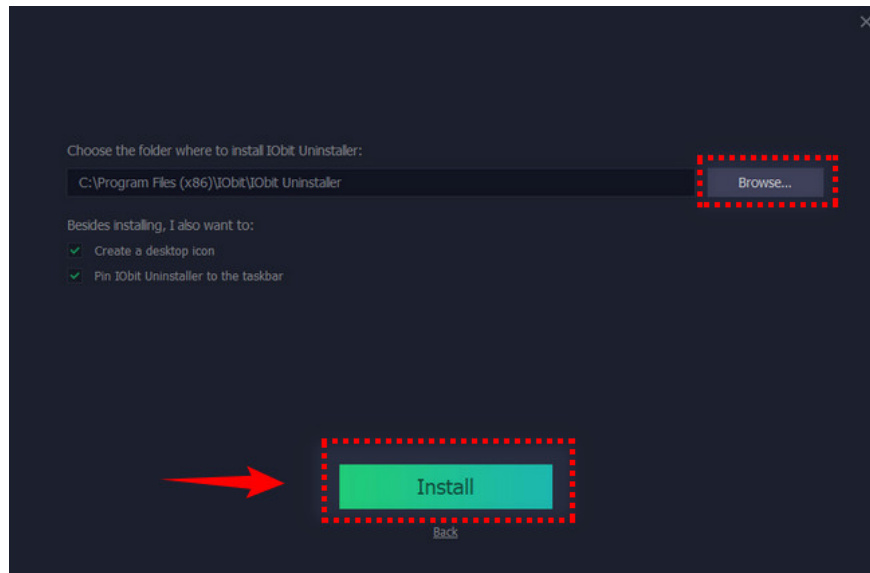 Choose the folder where to install IObit Uninstaller:
C:\Program Files (x86)\IObit\IObit Uninstaller
Browse...
Besides installing, I also want to:
Create a desktop icon
Pin IObit Uninstaller to the taskbar
Install
Back